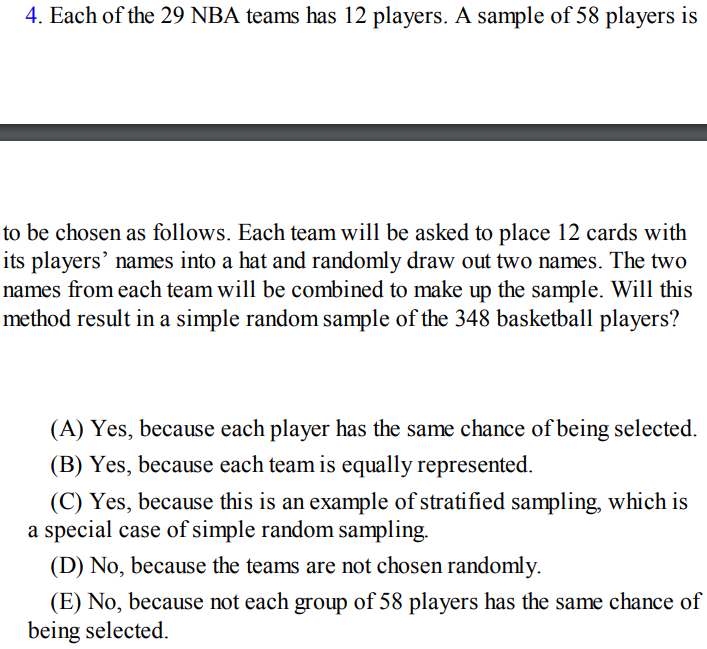 4. Each of the 29 NBA teams has 12 players. A sample of 58 players is
to be chosen as follows. Each team will be asked to place 12 cards with
its players’ names into a hat and randomly draw out two names. The two
names from each team will be combined to make up the sample. Will this
method result in a simple random sample of the 348 basketball players?
(A) Yes, because each player has the same chance of being selected.
(B) Yes, because each team is equally represented.
(C) Yes, because this is an example of stratified sampling, which is
a special case of simple random sampling.
(D) No, because the teams are not chosen randomly.
(E) No, because not each group of 58 players has the same chance of
being selected.